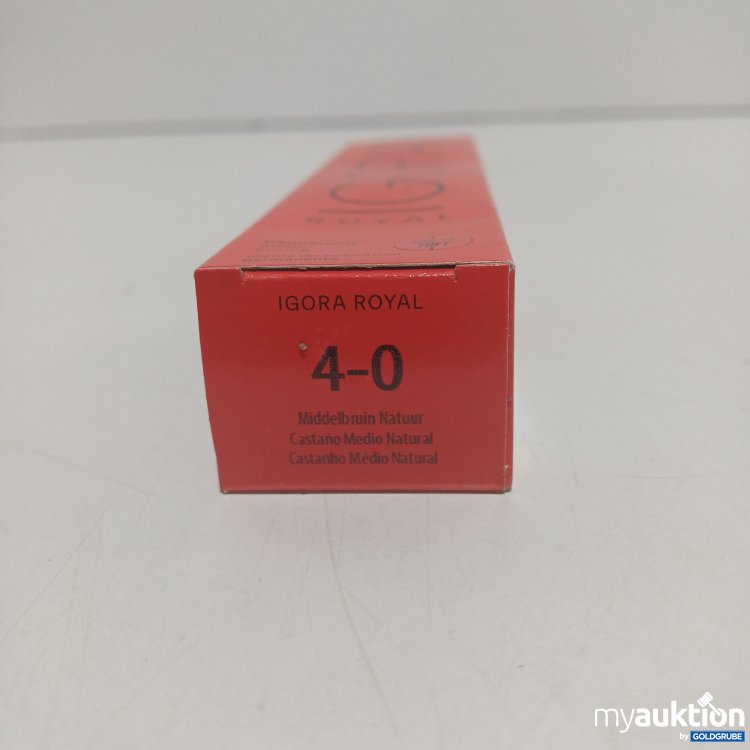 ROYAL
IGORA ROYAL
4-0
Middelbruin Natuur
Castaño Medio Natural
Castanho Médio Natural
myauktion
by GOLDGRUBE